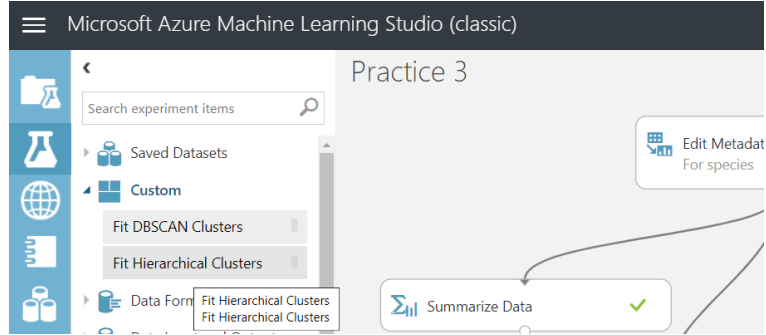 Microsoft Azure Machine Learning Studio (classic)
Practice 3
Search experiment items
Saved Datasets
Custom
Fit DBSCAN Clusters
Fit Hierarchical Clusters
Data Form
Fit Hierarchical Clusters
Fit Hierarchical Clusters
Edit Metadat
For species
Summarize Data